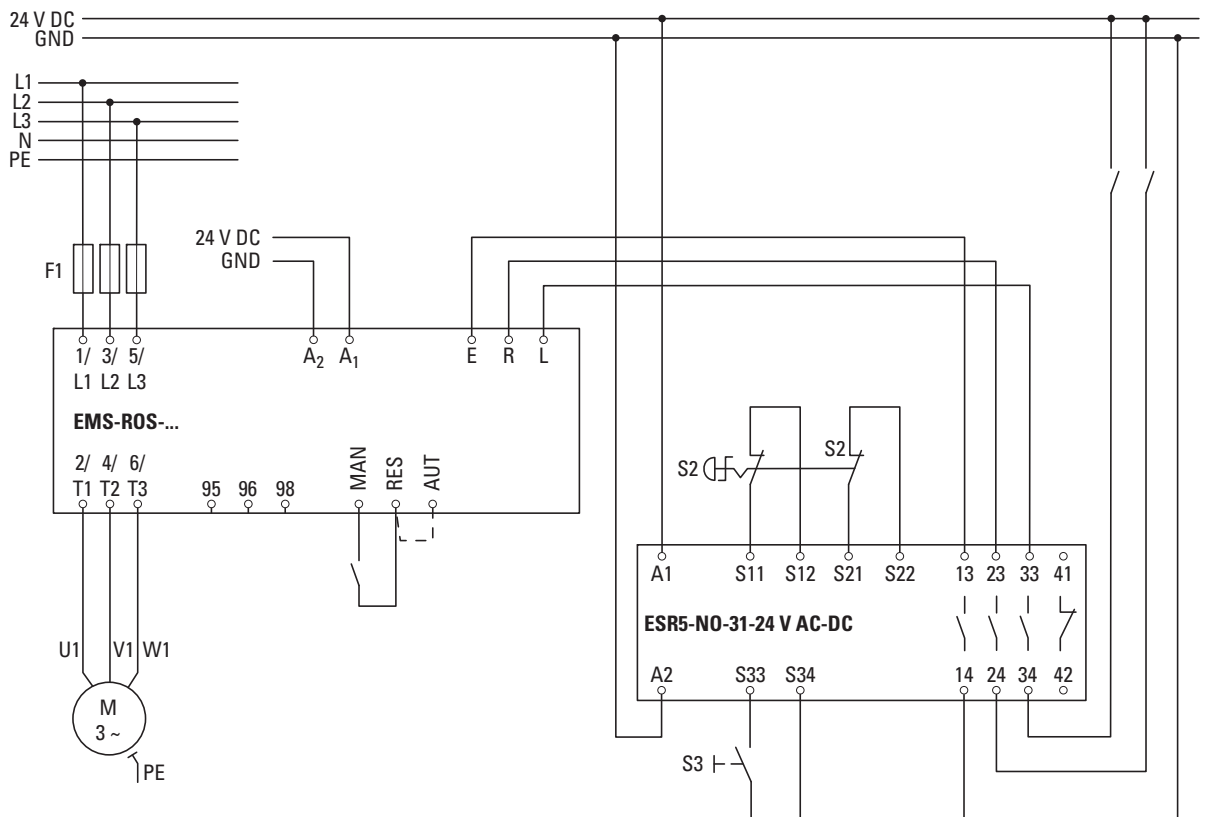 24 V DC
GND
L1
L2
L3
N
PE
24 V DC
GND
F1
1/ 3/ 5/ A2 A1 E R L
L1 L2 L3
EMS-ROS-...
2/ 4/ 6/
T1 T2 T3 95 96 98 MAN RES AUT
S2 S2
A1 S11 S12 S21 S22 13 23 33 41
ESR5-NO-31-24 V AC-DC
A2 S33 S34 14 24 34 42
U1 V1 W1
M
3 ~
PE
S3